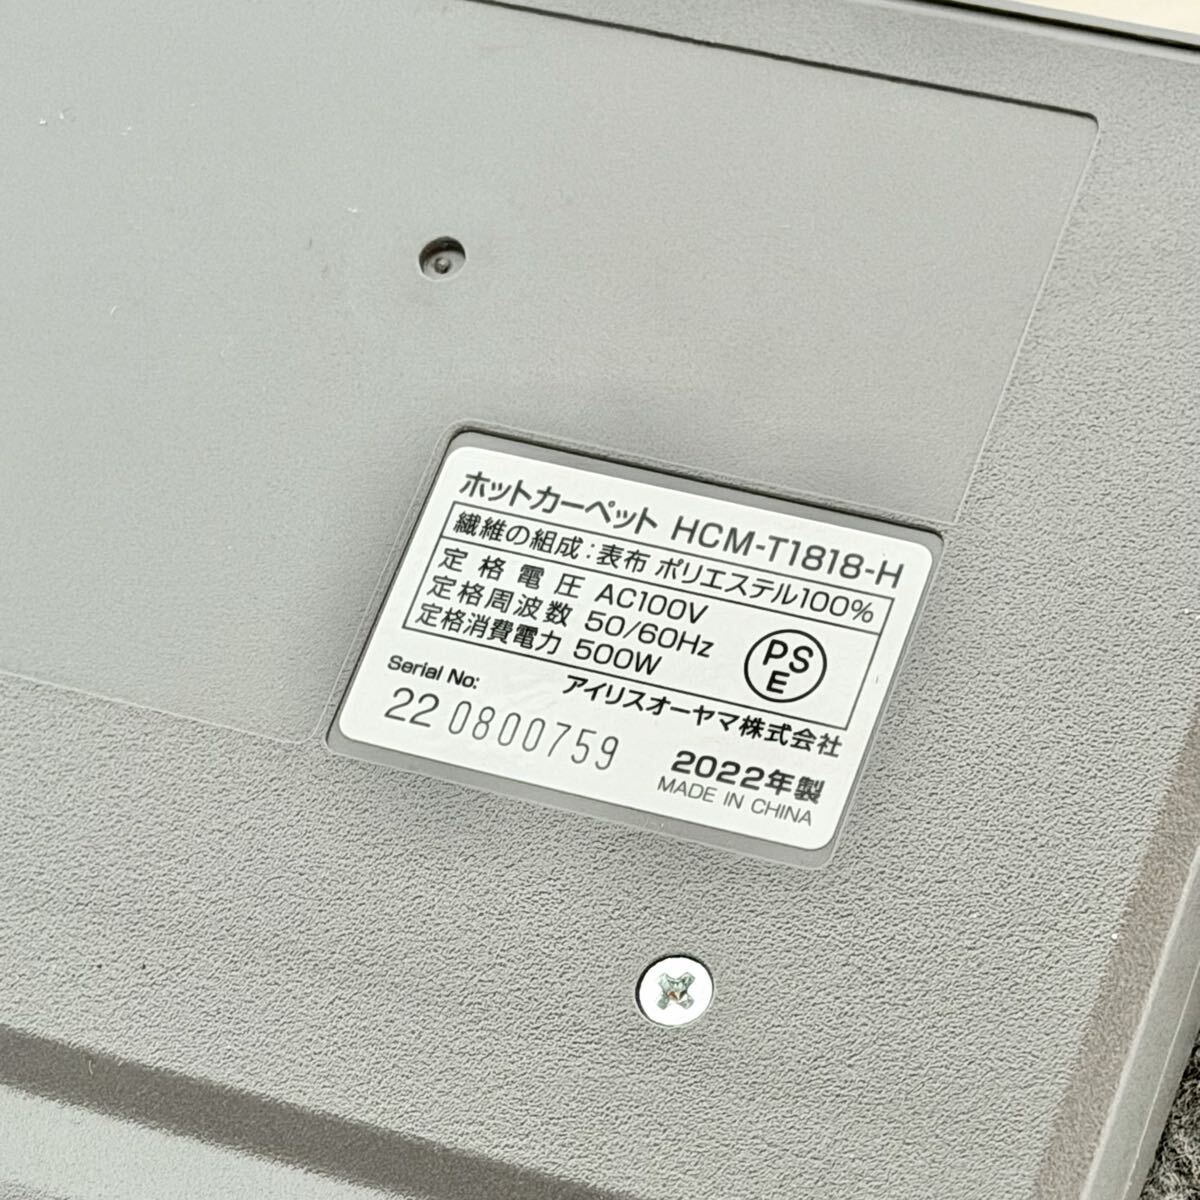 ホットカーペット HCM-T1818-H
繊維の組成：表布 ポリエステル100%
定格電圧 AC100V
定格周波数 50/60Hz
定格消費電力 500W
PS
E
アイリスオーヤマ株式会社
Serial No:
22 0800759
2022年製
MADE IN CHINA